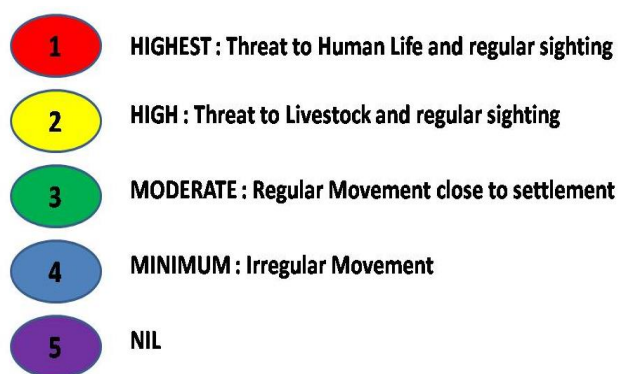 1 HIGHEST : Threat to Human Life and regular sighting
2 HIGH : Threat to Livestock and regular sighting
3 MODERATE : Regular Movement close to settlement
4 MINIMUM : Irregular Movement
5 NIL